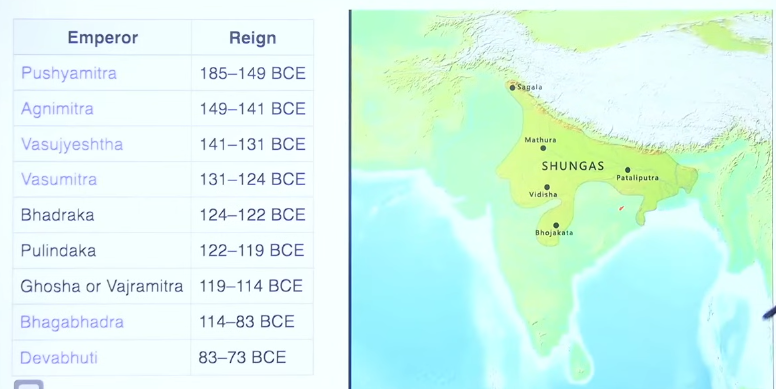 Emperor Reign
Pushyamitra 185–149 BCE
Agnimitra 149–141 BCE
Vasujyeshtha 141–131 BCE
Vasumitra 131–124 BCE
Bhadraka 124–122 BCE
Pulindaka 122–119 BCE
Ghosha or Vajramitra 119–114 BCE
Bhagabhadra 114–83 BCE
Devabhuti 83–73 BCE
Sagala
Mathura
SHUNGAS
Pataliputra
Vidisha
Bhojakata